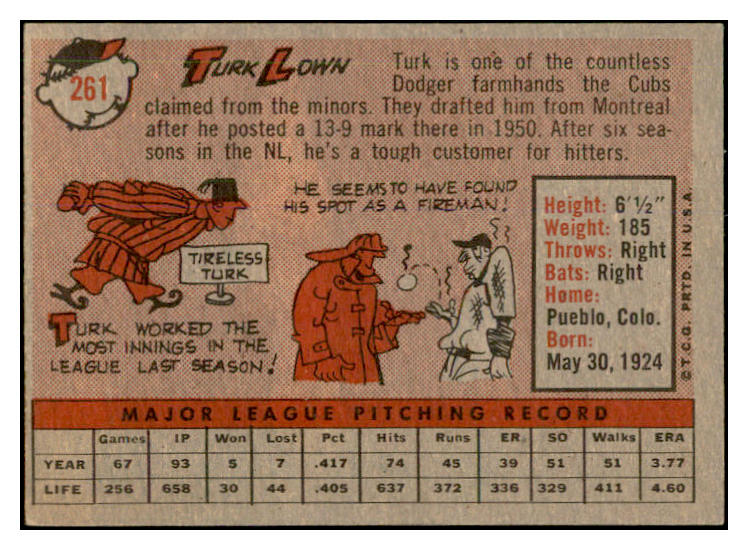 261
TURK LOWN
Turk is one of the countless
Dodger farmhands the Cubs
claimed from the minors. They drafted him from Montreal
after he posted a 13-9 mark there in 1950. After six sea-
sons in the NL, he's a tough customer for hitters.
TIRELESS
TURK
TURK WORKED THE
MOST INNINGS IN THE
LEAGUE LAST SEASON!
HE SEEMS TO HAVE FOUND
HIS SPOT AS A FIREMAN!
Height: 6'½"
Weight: 185
Throws: Right
Bats: Right
Home:
Pueblo, Colo.
Born:
May 30, 1924
©T.C.G. PRTD. IN U.S.A.
MAJOR LEAGUE PITCHING RECORD
Games IP Won Lost Pct Hits Runs ER. SO Walks ERA
YEAR 67 93 5 7 .417 74 45 39 51 51 3.77
LIFE 256 658 30 44 .405 637 372 336 329 411 4.60